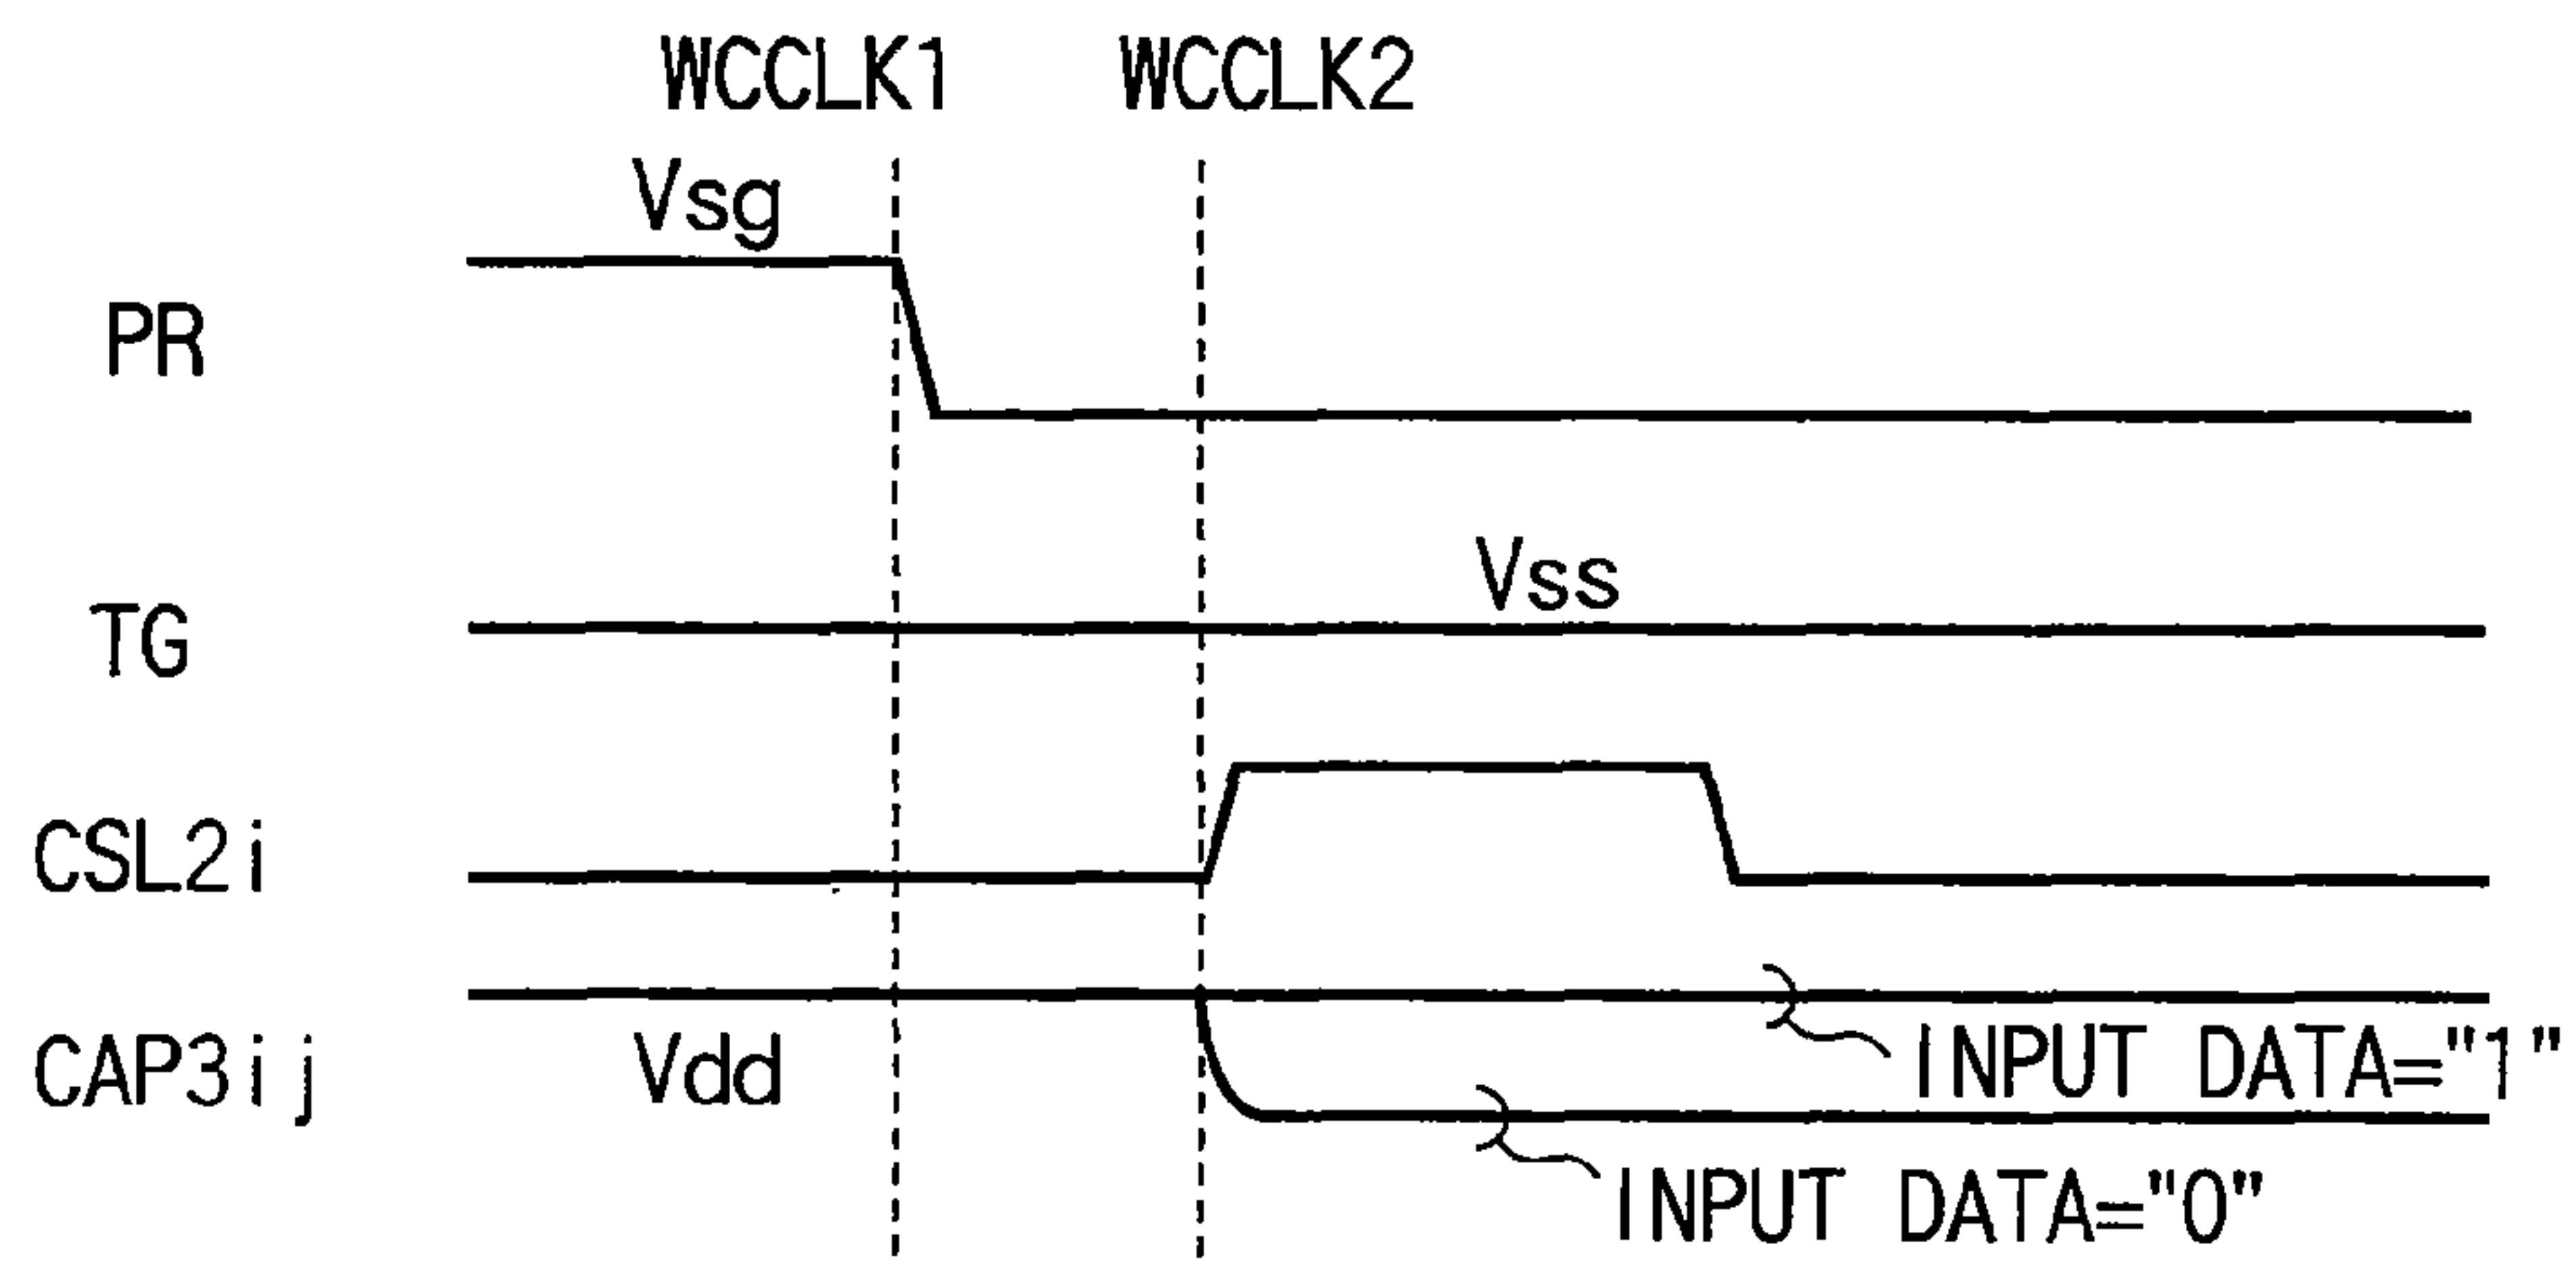 WCCLK1 WCCLK2
Vsg
PR
Vss
TG
CSL2i
CAP3ij Vdd INPUT DATA="1"
INPUT DATA="0"